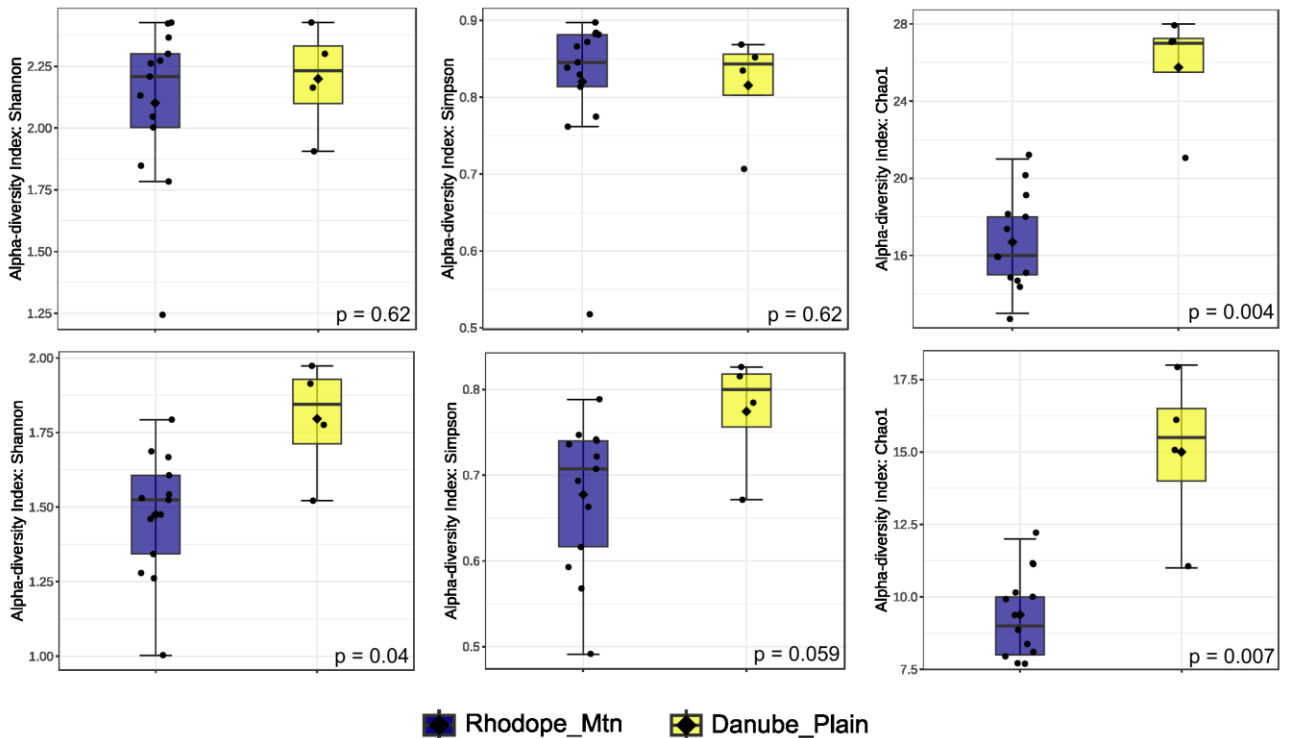 Alpha-diversity Index: Shannon
2.25
2.00
1.75
1.50
1.25
p = 0.62
Alpha-diversity Index: Simpson
0.9
0.8
0.7
0.6
0.5
p = 0.62
Alpha-diversity Index: Chao1
28
24
20
16
p = 0.004
Alpha-diversity Index: Shannon
2.00
1.75
1.50
1.25
1.00
p = 0.04
Alpha-diversity Index: Simpson
0.8
0.7
0.6
0.5
p = 0.059
Alpha-diversity Index: Chao1
17.5
15.0
12.5
10.0
7.5
p = 0.007
Rhodope_Mtn
Danube_Plain